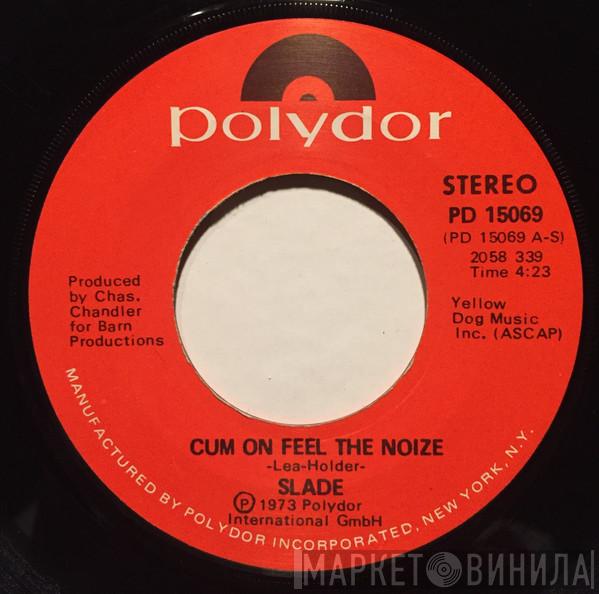 polydor
STEREO
PD 15069
(PD 15069 A-S)
2058 339
Time 4:23
Produced
by Chas.
Chandler
for Barn
Productions
Yellow
Dog Music
Inc. (ASCAP)
CUM ON FEEL THE NOIZE
-Lea-Holder-
SLADE
Ⓟ 1973 Polydor
International GmbH
MANUFACTURED BY POLYDOR INCORPORATED, NEW YORK, N.Y.
МАРКЕТ ВИНИЛА